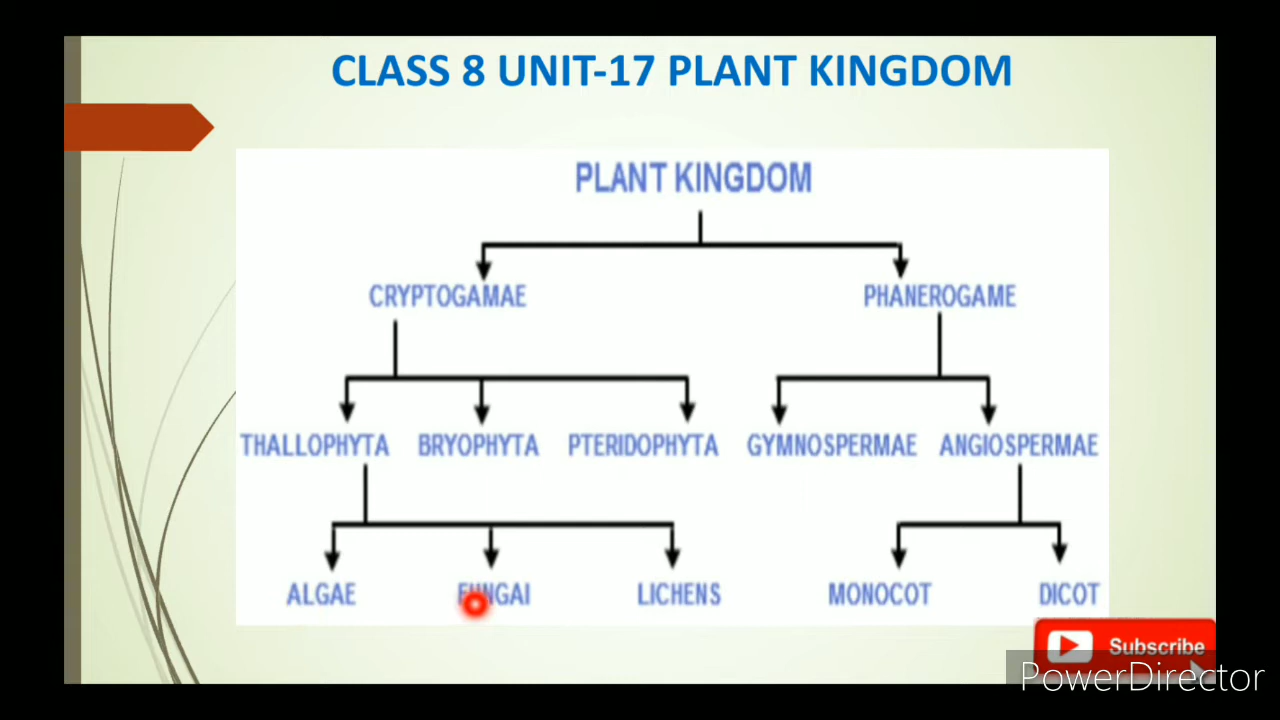 CLASS 8 UNIT-17 PLANT KINGDOM
PLANT KINGDOM
CRYPTOGAMAE PHANEROGAME
THALLOPHYTA BRYOPHYTA PTERIDOPHYTA GYMNOSPERMAE ANGIOSPERMAE
ALGAE FUNGAI LICHENS MONOCOT DICOT
Subscribe
PowerDirector